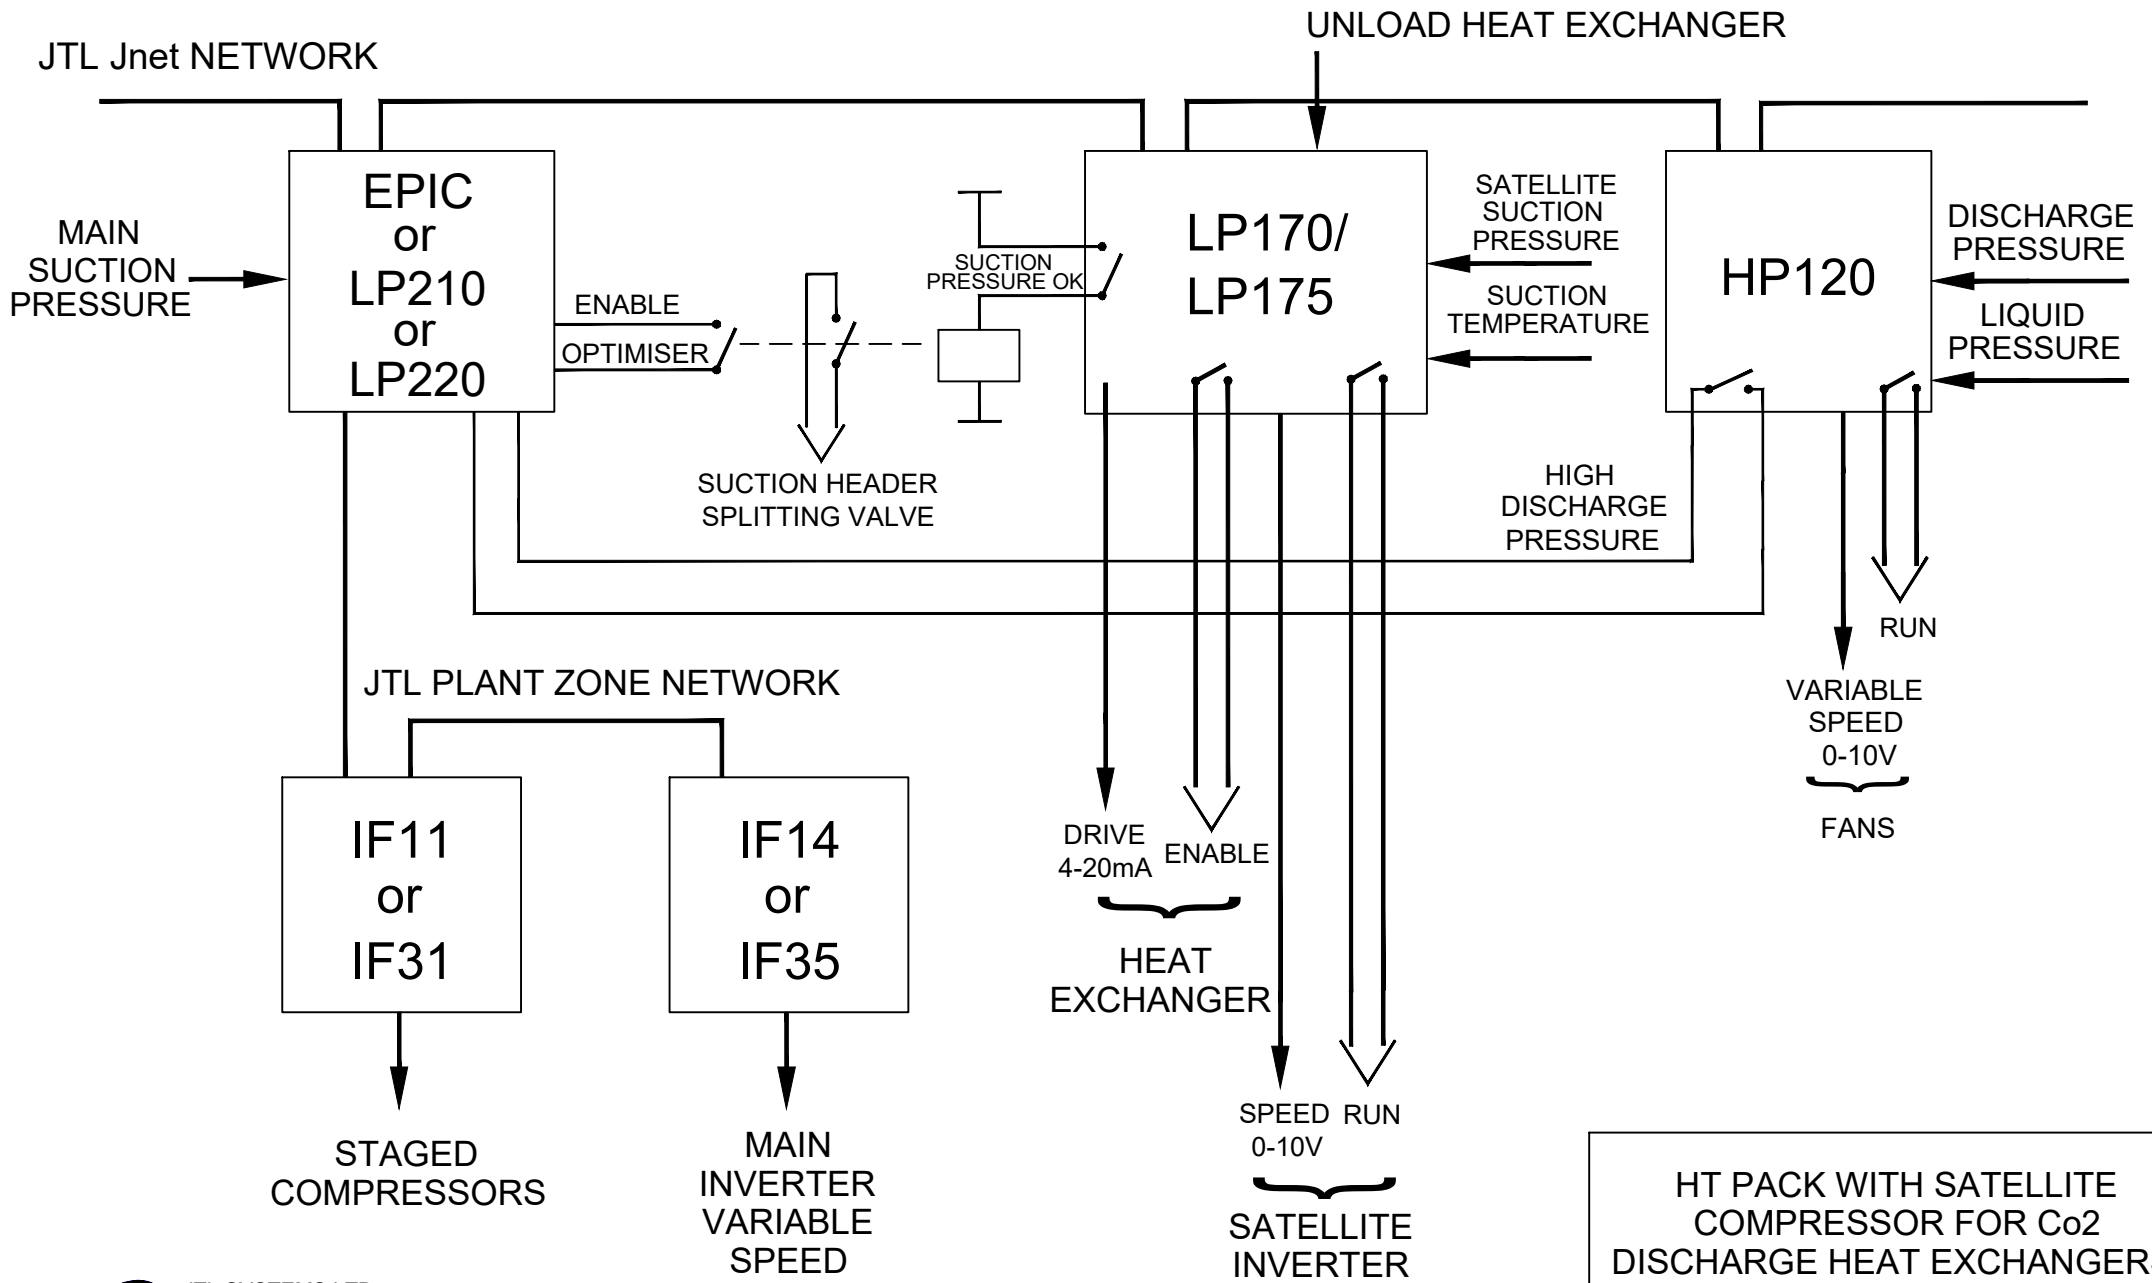 UNLOAD HEAT EXCHANGER
JTL Jnet NETWORK
EPIC
or
LP210
or
LP220
MAIN
SUCTION
PRESSURE
ENABLE
OPTIMISER
SUCTION
PRESSURE OK
LP170/
LP175
SATELLITE
SUCTION
PRESSURE
SUCTION
TEMPERATURE
HP120
DISCHARGE
PRESSURE
LIQUID
PRESSURE
SUCTION HEADER
SPLITTING VALVE
HIGH
DISCHARGE
PRESSURE
RUN
VARIABLE
SPEED
0-10V
FANS
JTL PLANT ZONE NETWORK
IF11
or
IF31
IF14
or
IF35
DRIVE
4-20mA
ENABLE
HEAT
EXCHANGER
STAGED
COMPRESSORS
MAIN
INVERTER
VARIABLE
SPEED
SPEED
0-10V
RUN
SATELLITE
INVERTER
HT PACK WITH SATELLITE
COMPRESSOR FOR Co2
DISCHARGE HEAT EXCHANGER